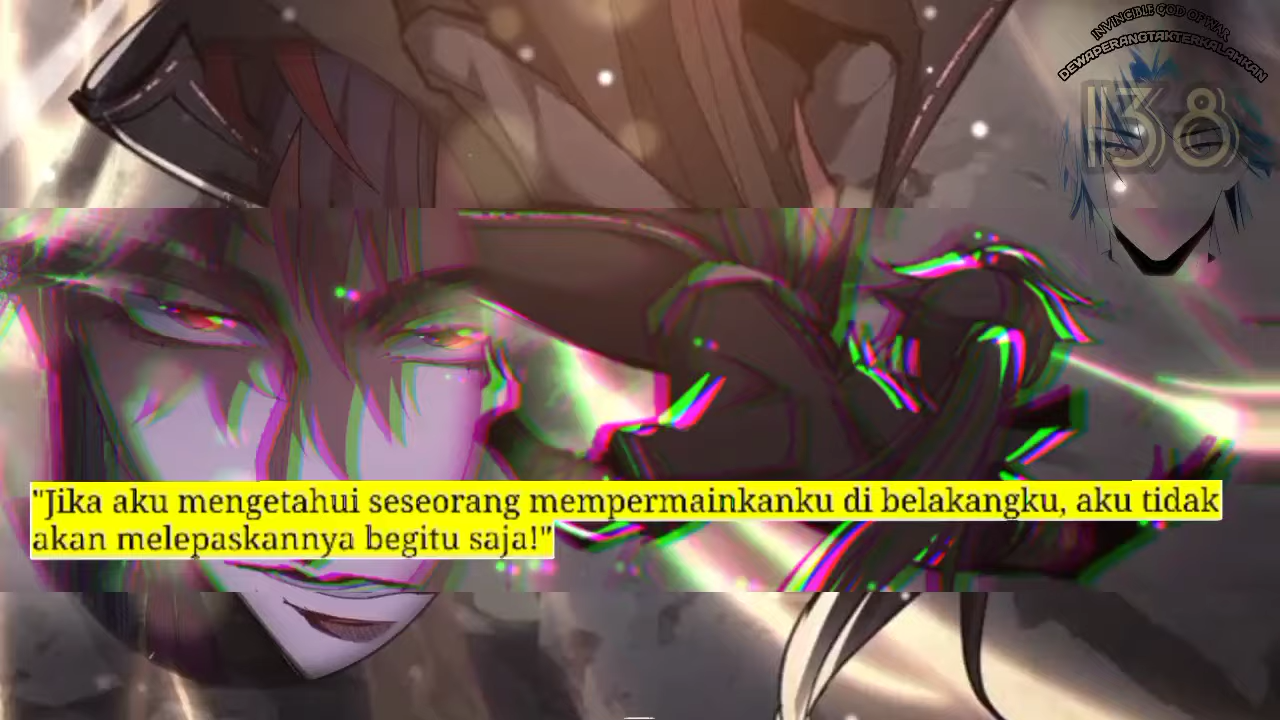 INVINCIBLE GOD OF WAR
DEWAPERANGTAKTERKALAHKAN
138
"Jika aku mengetahui seseorang mempermainkanku di belakangku, aku tidak
akan melepaskannya begitu saja!"